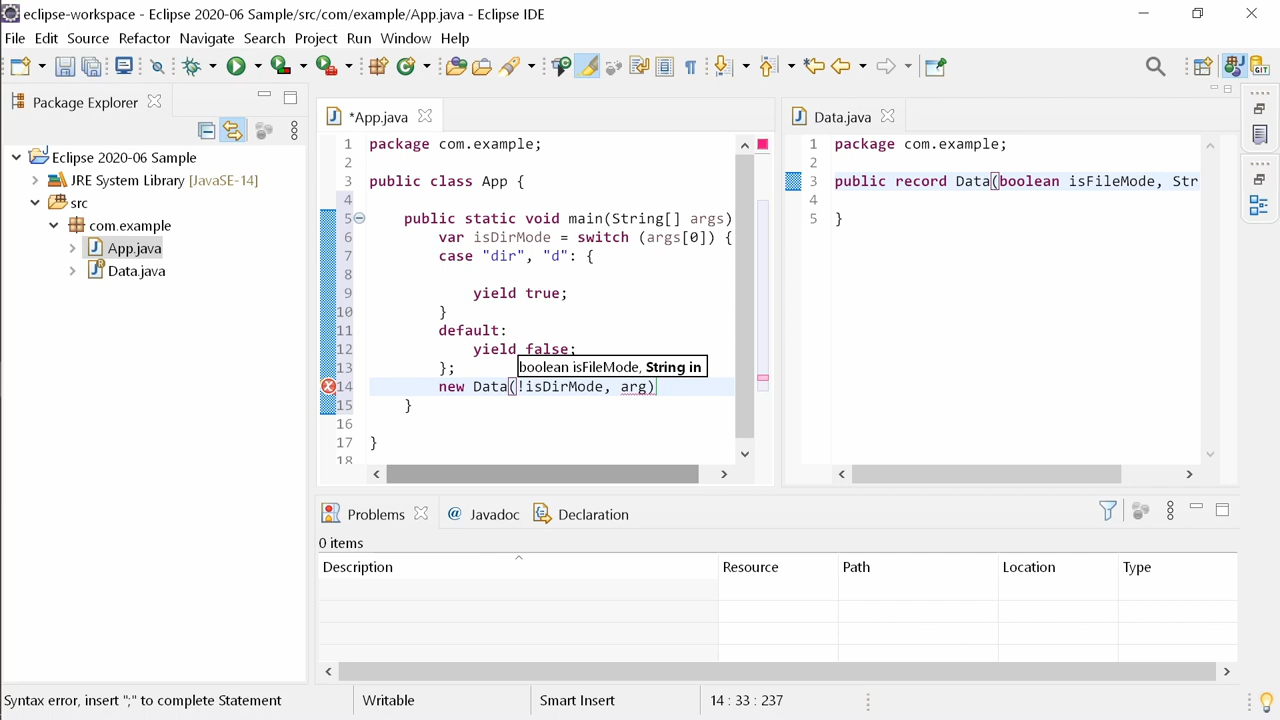 eclipse-workspace - Eclipse 2020-06 Sample/src/com/example/App.java - Eclipse IDE
File Edit Source Refactor Navigate Search Project Run Window Help
GIT
Package Explorer
Eclipse 2020-06 Sample
JRE System Library [JavaSE-14]
src
com.example
App.java
Data.java
*App.java
1 package com.example;
2
3 public class App {
4
5 public static void main(String[] args)
6 var isDirMode = switch (args[0]) {
7 case "dir", "d": {
8
9 yield true;
10 }
11 default:
12 yield false;
13 };
boolean isFileMode, String in
14 new Data(!isDirMode, arg)
15 }
16
17 }
18
Data.java
1 package com.example;
2
3 public record Data(boolean isFileMode, Str
4
5 }
Problems @ Javadoc Declaration
0 items
Description Resource Path Location Type
Syntax error, insert ";" to complete Statement Writable Smart Insert 14 : 33 : 237